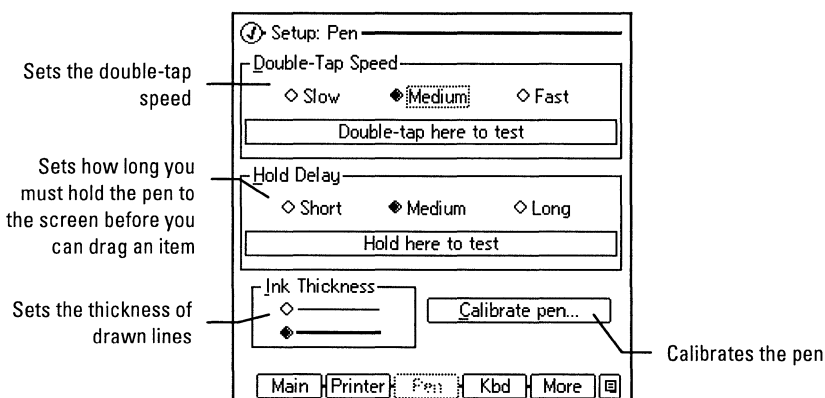 Setup: Pen
Double-Tap Speed
Sets the double-tap
speed
Slow Medium Fast
Double-tap here to test
Sets how long you
must hold the pen to
the screen before you
can drag an item
Hold Delay
Short Medium Long
Hold here to test
Sets the thickness of
drawn lines
Ink Thickness
Calibrate pen...
Calibrates the pen
Main Printer Pen Kbd More